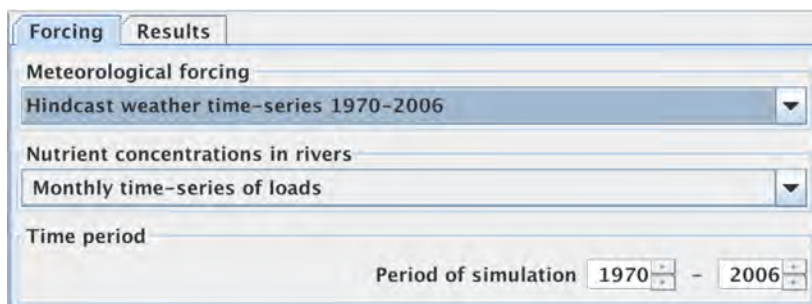 Forcing Results
Meteorological forcing
Hindcast weather time-series 1970-2006
Nutrient concentrations in rivers
Monthly time-series of loads
Time period
Period of simulation 1970 - 2006